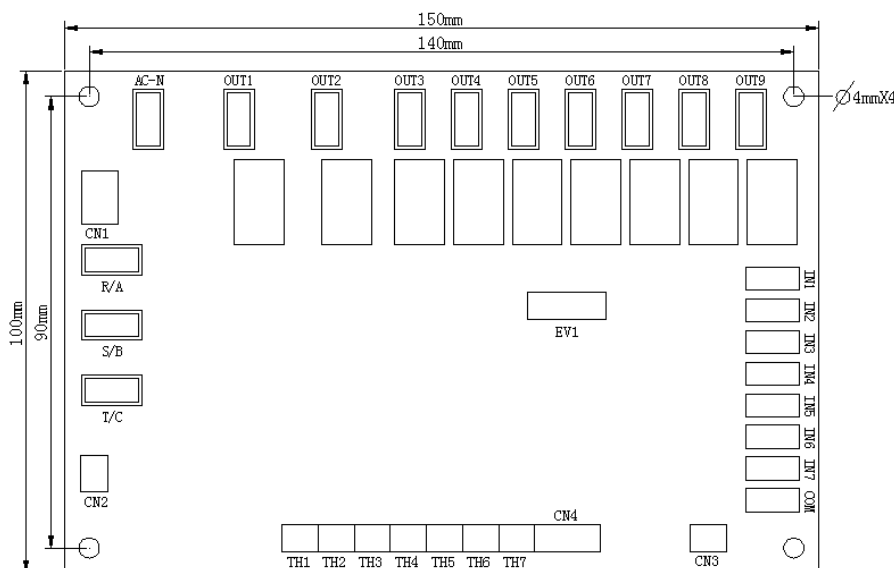 150mm
140mm
AC-N OUT1 OUT2 OUT3 OUT4 OUT5 OUT6 OUT7 OUT8 OUT9
4mmX4
CN1
R/A
S/B
T/C
CN2
100mm
90mm
EV1
IN1
IN2
IN3
IN4
IN5
IN6
IN7
COM
CN4
TH1 TH2 TH3 TH4 TH5 TH6 TH7
CN3